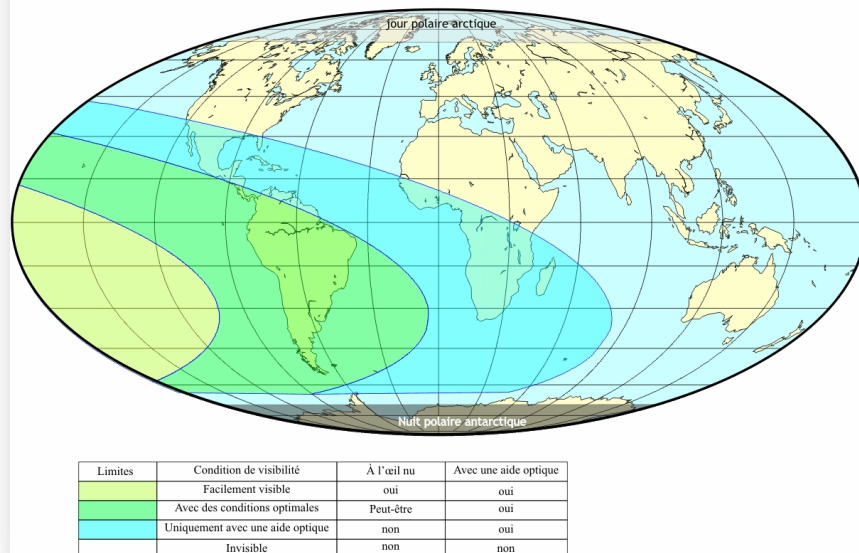 jour polaire arctique
Nuit polaire antarctique
Limites Condition de visibilité À l’œil nu Avec une aide optique
Facilement visible oui oui
Avec des conditions optimales Peut-être oui
Uniquement avec une aide optique non oui
Invisible non non